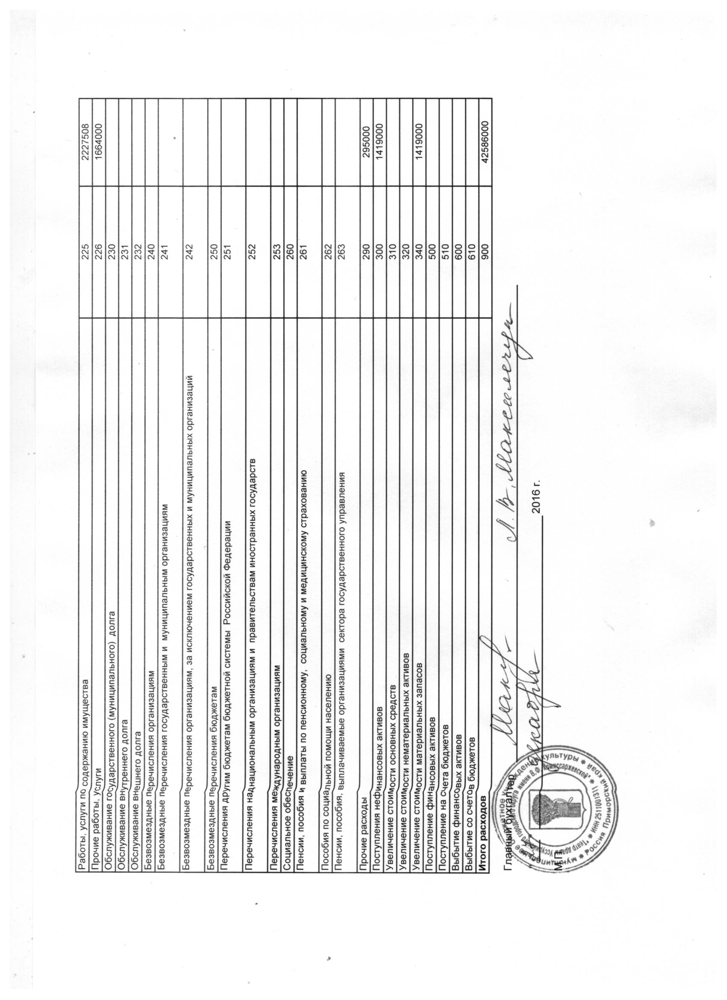 Работы, услуги по содержанию имущества 225 2227508
Прочие работы, услуги 226 1664000
Обслуживание государственного (муниципального) долга 230
Обслуживание внутреннего долга 231
Обслуживание внешнего долга 232
Безвозмездные перечисления организациям 240
Безвозмездные перечисления государственным и муниципальным организациям 241
Безвозмездные перечисления организациям, за исключением государственных и муниципальных организаций 242
Безвозмездные перечисления бюджетам 250
Перечисления другим бюджетам бюджетной системы Российской Федерации 251
Перечисления наднациональным организациям и правительствам иностранных государств 252
Перечисления международным организациям 253
Социальное обеспечение 260
Пенсии, пособия и выплаты по пенсионному, социальному и медицинскому страхованию 261
Пособия по социальной помощи населению 262
Пенсии, пособия, выплачиваемые организациями сектора государственного управления 263
Прочие расходы 290 295000
Поступления нефинансовых активов 300 1419000
Увеличение стоимости основных средств 310
Увеличение стоимости нематериальных активов 320
Увеличение стоимости материальных запасов 340 1419000
Поступление финансовых активов 500
Поступление на счета бюджетов 510
Выбытие финансовых активов 600
Выбытие со счетов бюджетов 610
Итого расходов 900 42586000
Главный бухгалтер Л. В.
" " декабря 2016 г.
М.П.
муниципальное бюджетное учреждение культуры * Россия Приморский край *
"Театр драмы Уссурийского городского округа имени В.Ф. Комиссаржевской" * ИНН 2511001311 *